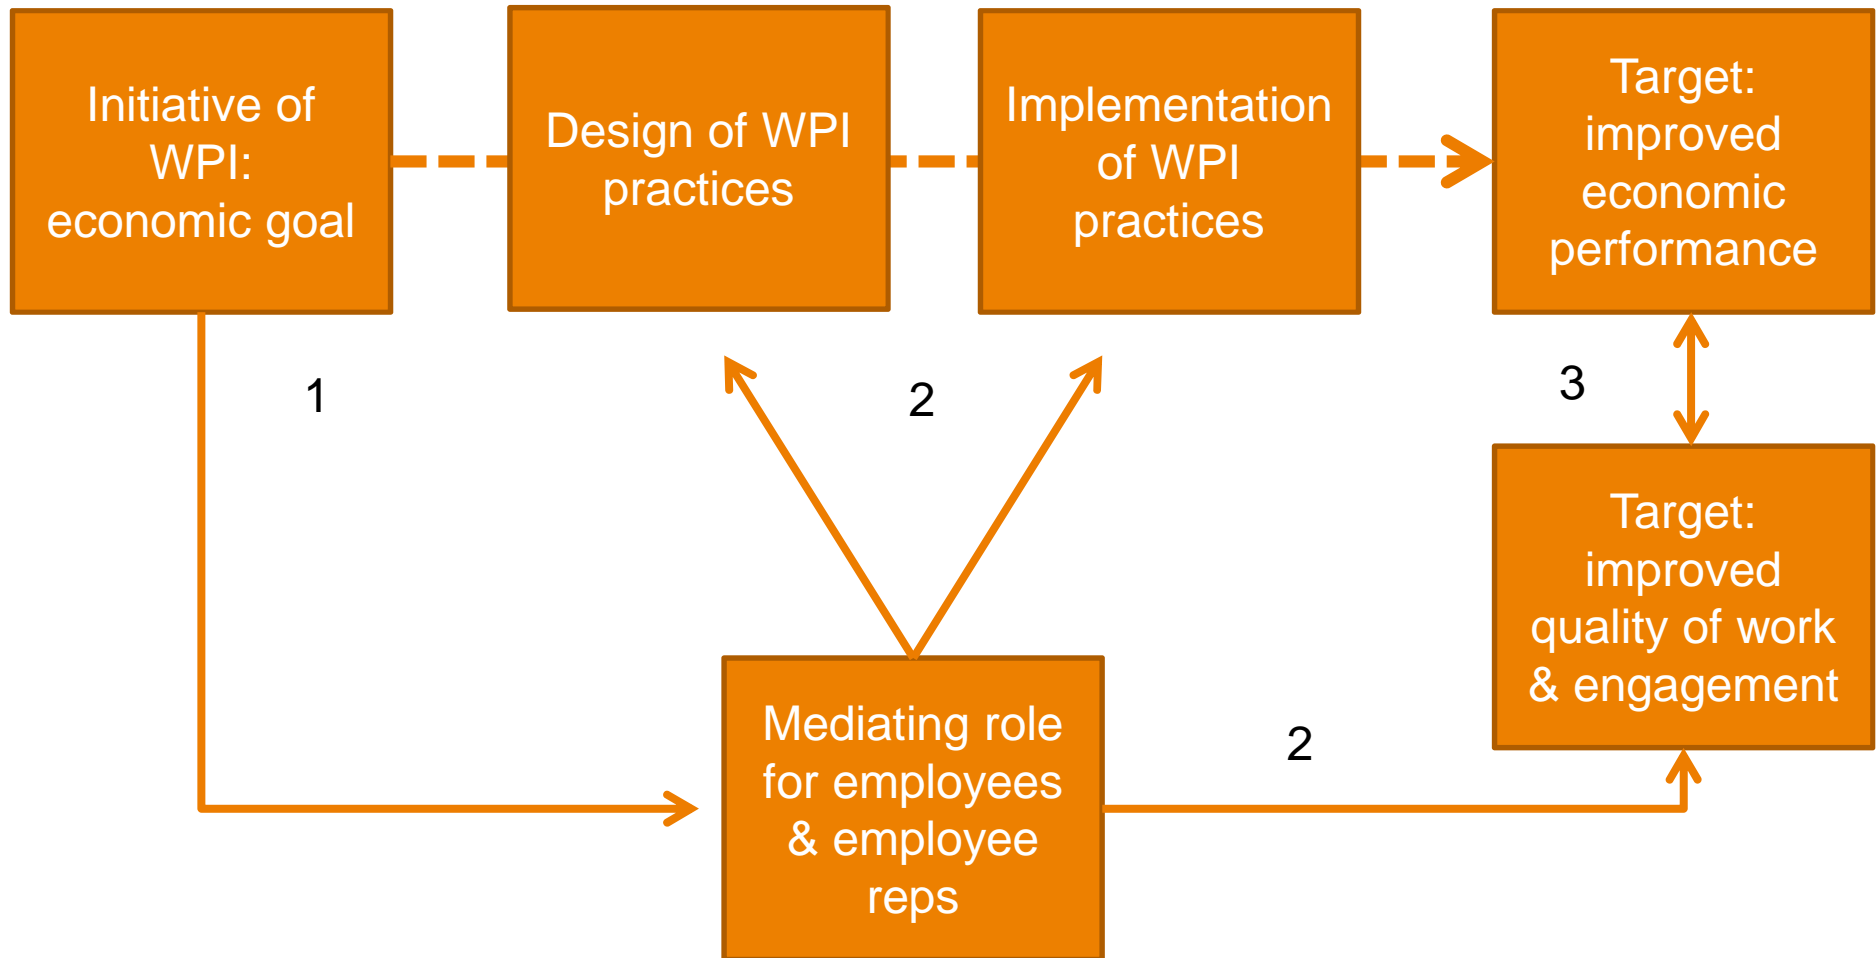 Initiative of
WPI:
economic goal
Design of WPI
practices
Implementation
of WPI
practices
Target:
improved
economic
performance
1
2
3
Target:
improved
quality of work
& engagement
Mediating role
for employees
& employee
reps
2